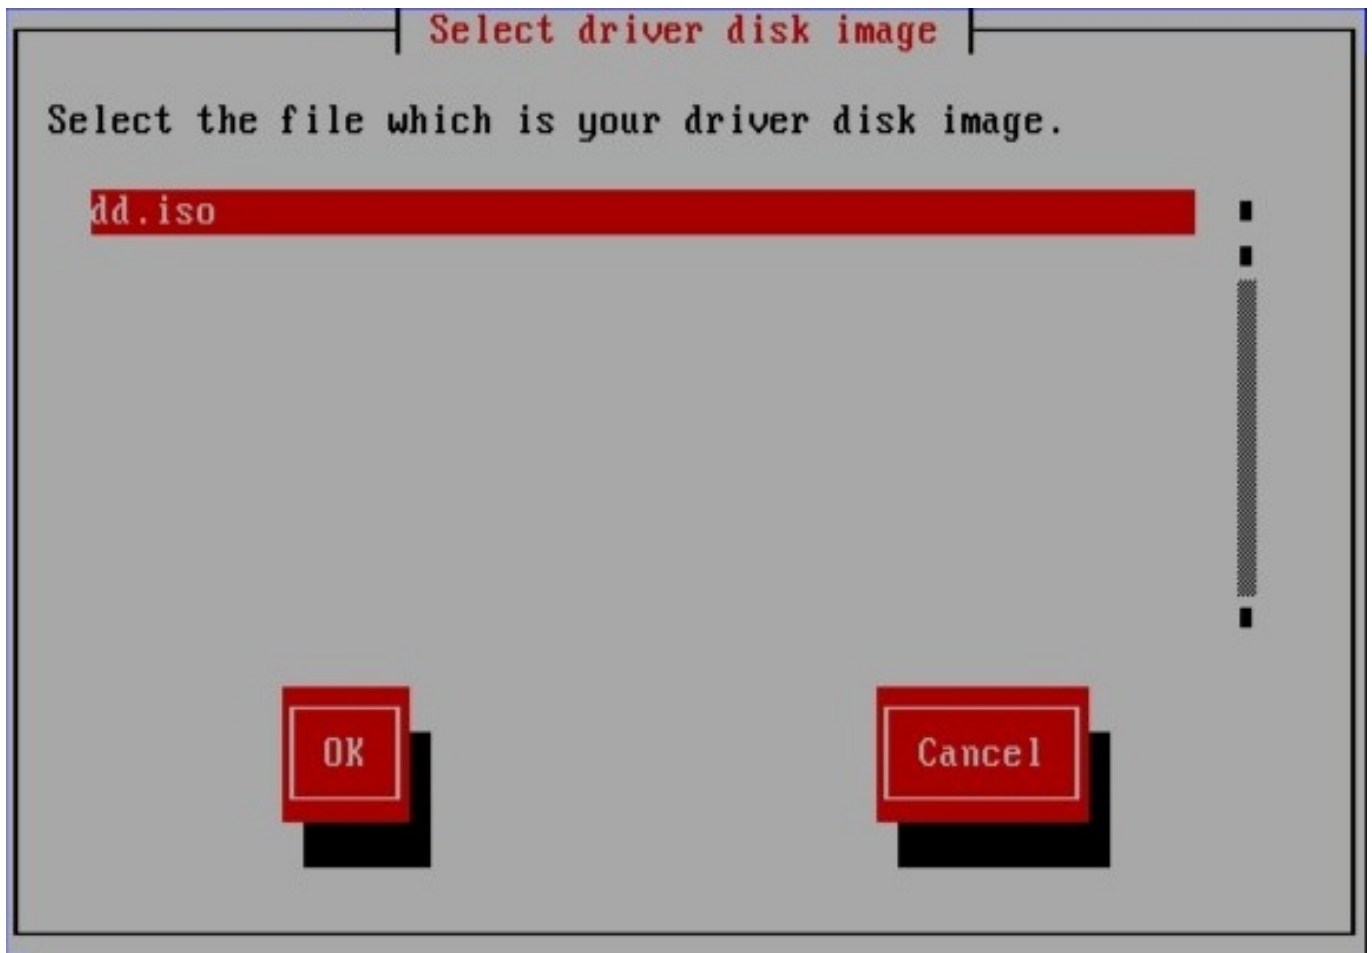 Select driver disk image
Select the file which is your driver disk image.
dd.iso
OK
Cancel